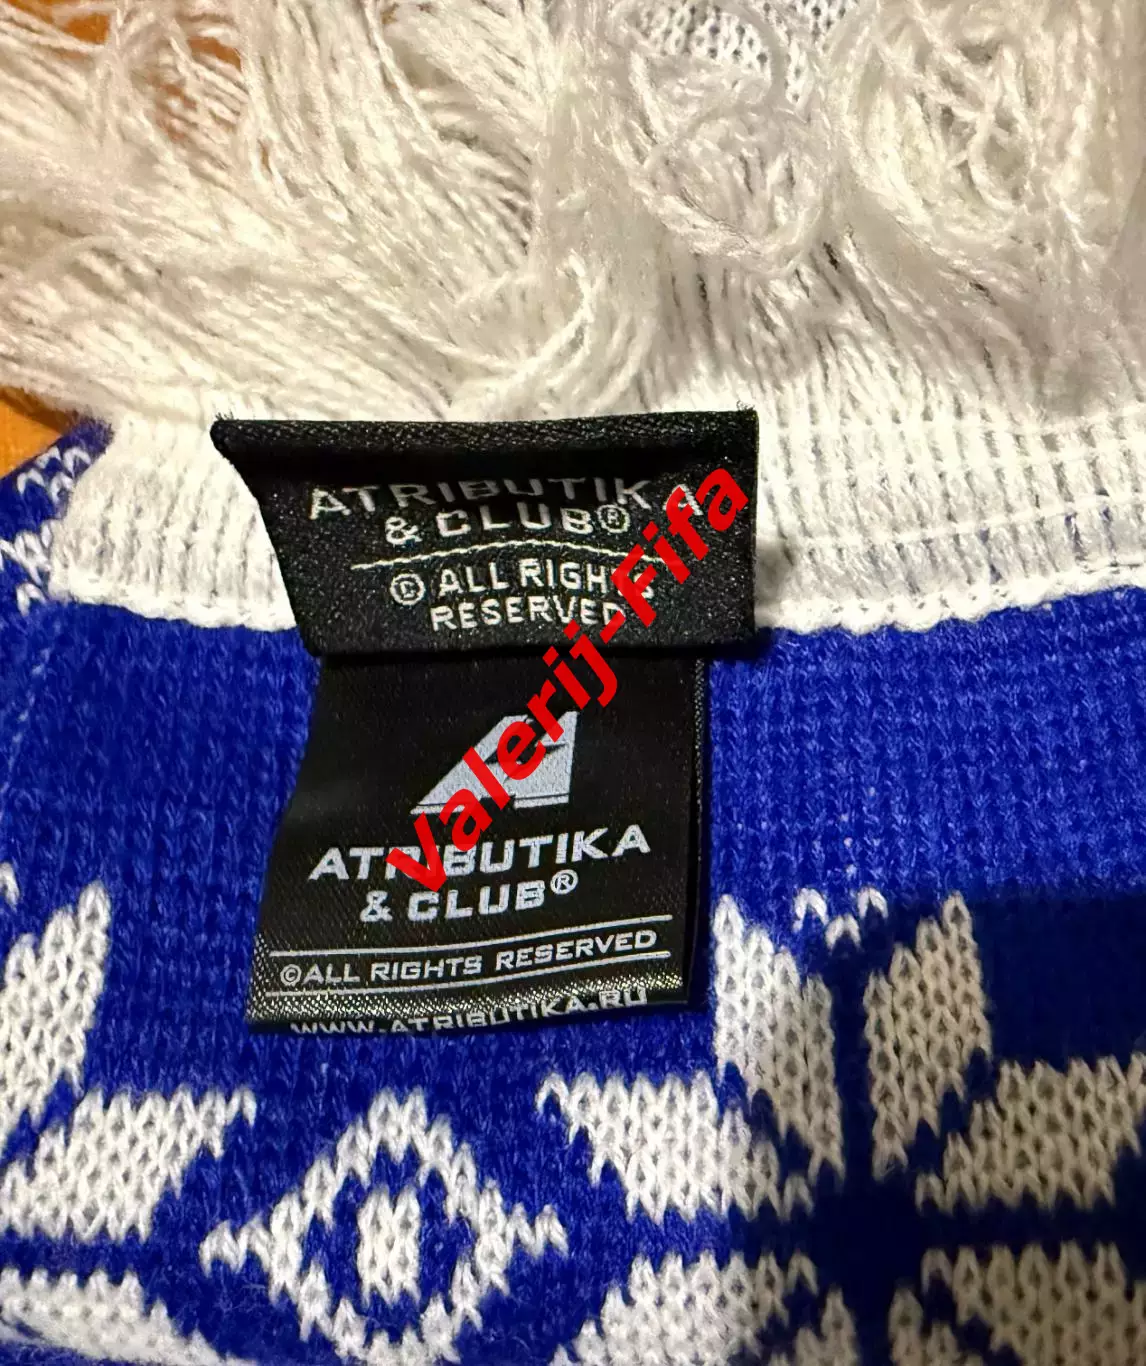 ATRIBUTIKA
& CLUB®
© ALL RIGHTS
RESERVED
Valerij-Fifa
ATRIBUTIKA
& CLUB®
©ALL RIGHTS RESERVED
WWW.ATRIBUTIKA.RU